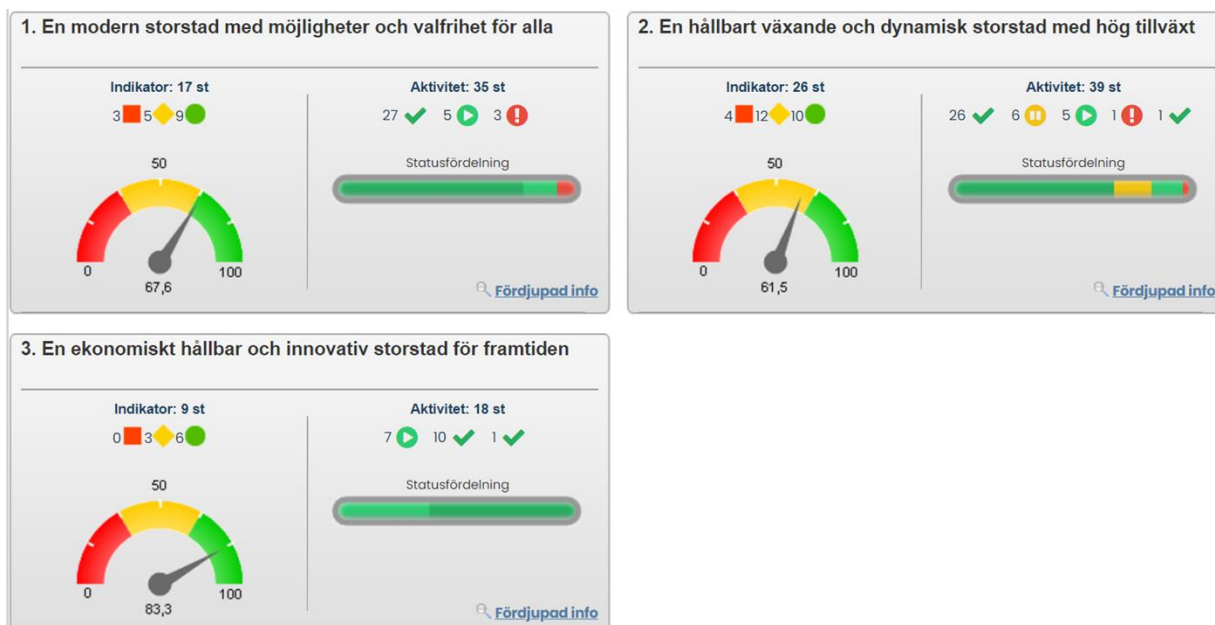 1. En modern storstad med möjligheter och valfrihet för alla
Indikator: 17 st
3 5 9
50
0 100
67,6
Aktivitet: 35 st
27 5 3
Statusfördelning
Fördjupad info
2. En hållbart växande och dynamisk storstad med hög tillväxt
Indikator: 26 st
4 12 10
50
0 100
61,5
Aktivitet: 39 st
26 6 5 1 1
Statusfördelning
Fördjupad info
3. En ekonomiskt hållbar och innovativ storstad för framtiden
Indikator: 9 st
0 3 6
50
0 100
83,3
Aktivitet: 18 st
7 10 1
Statusfördelning
Fördjupad info